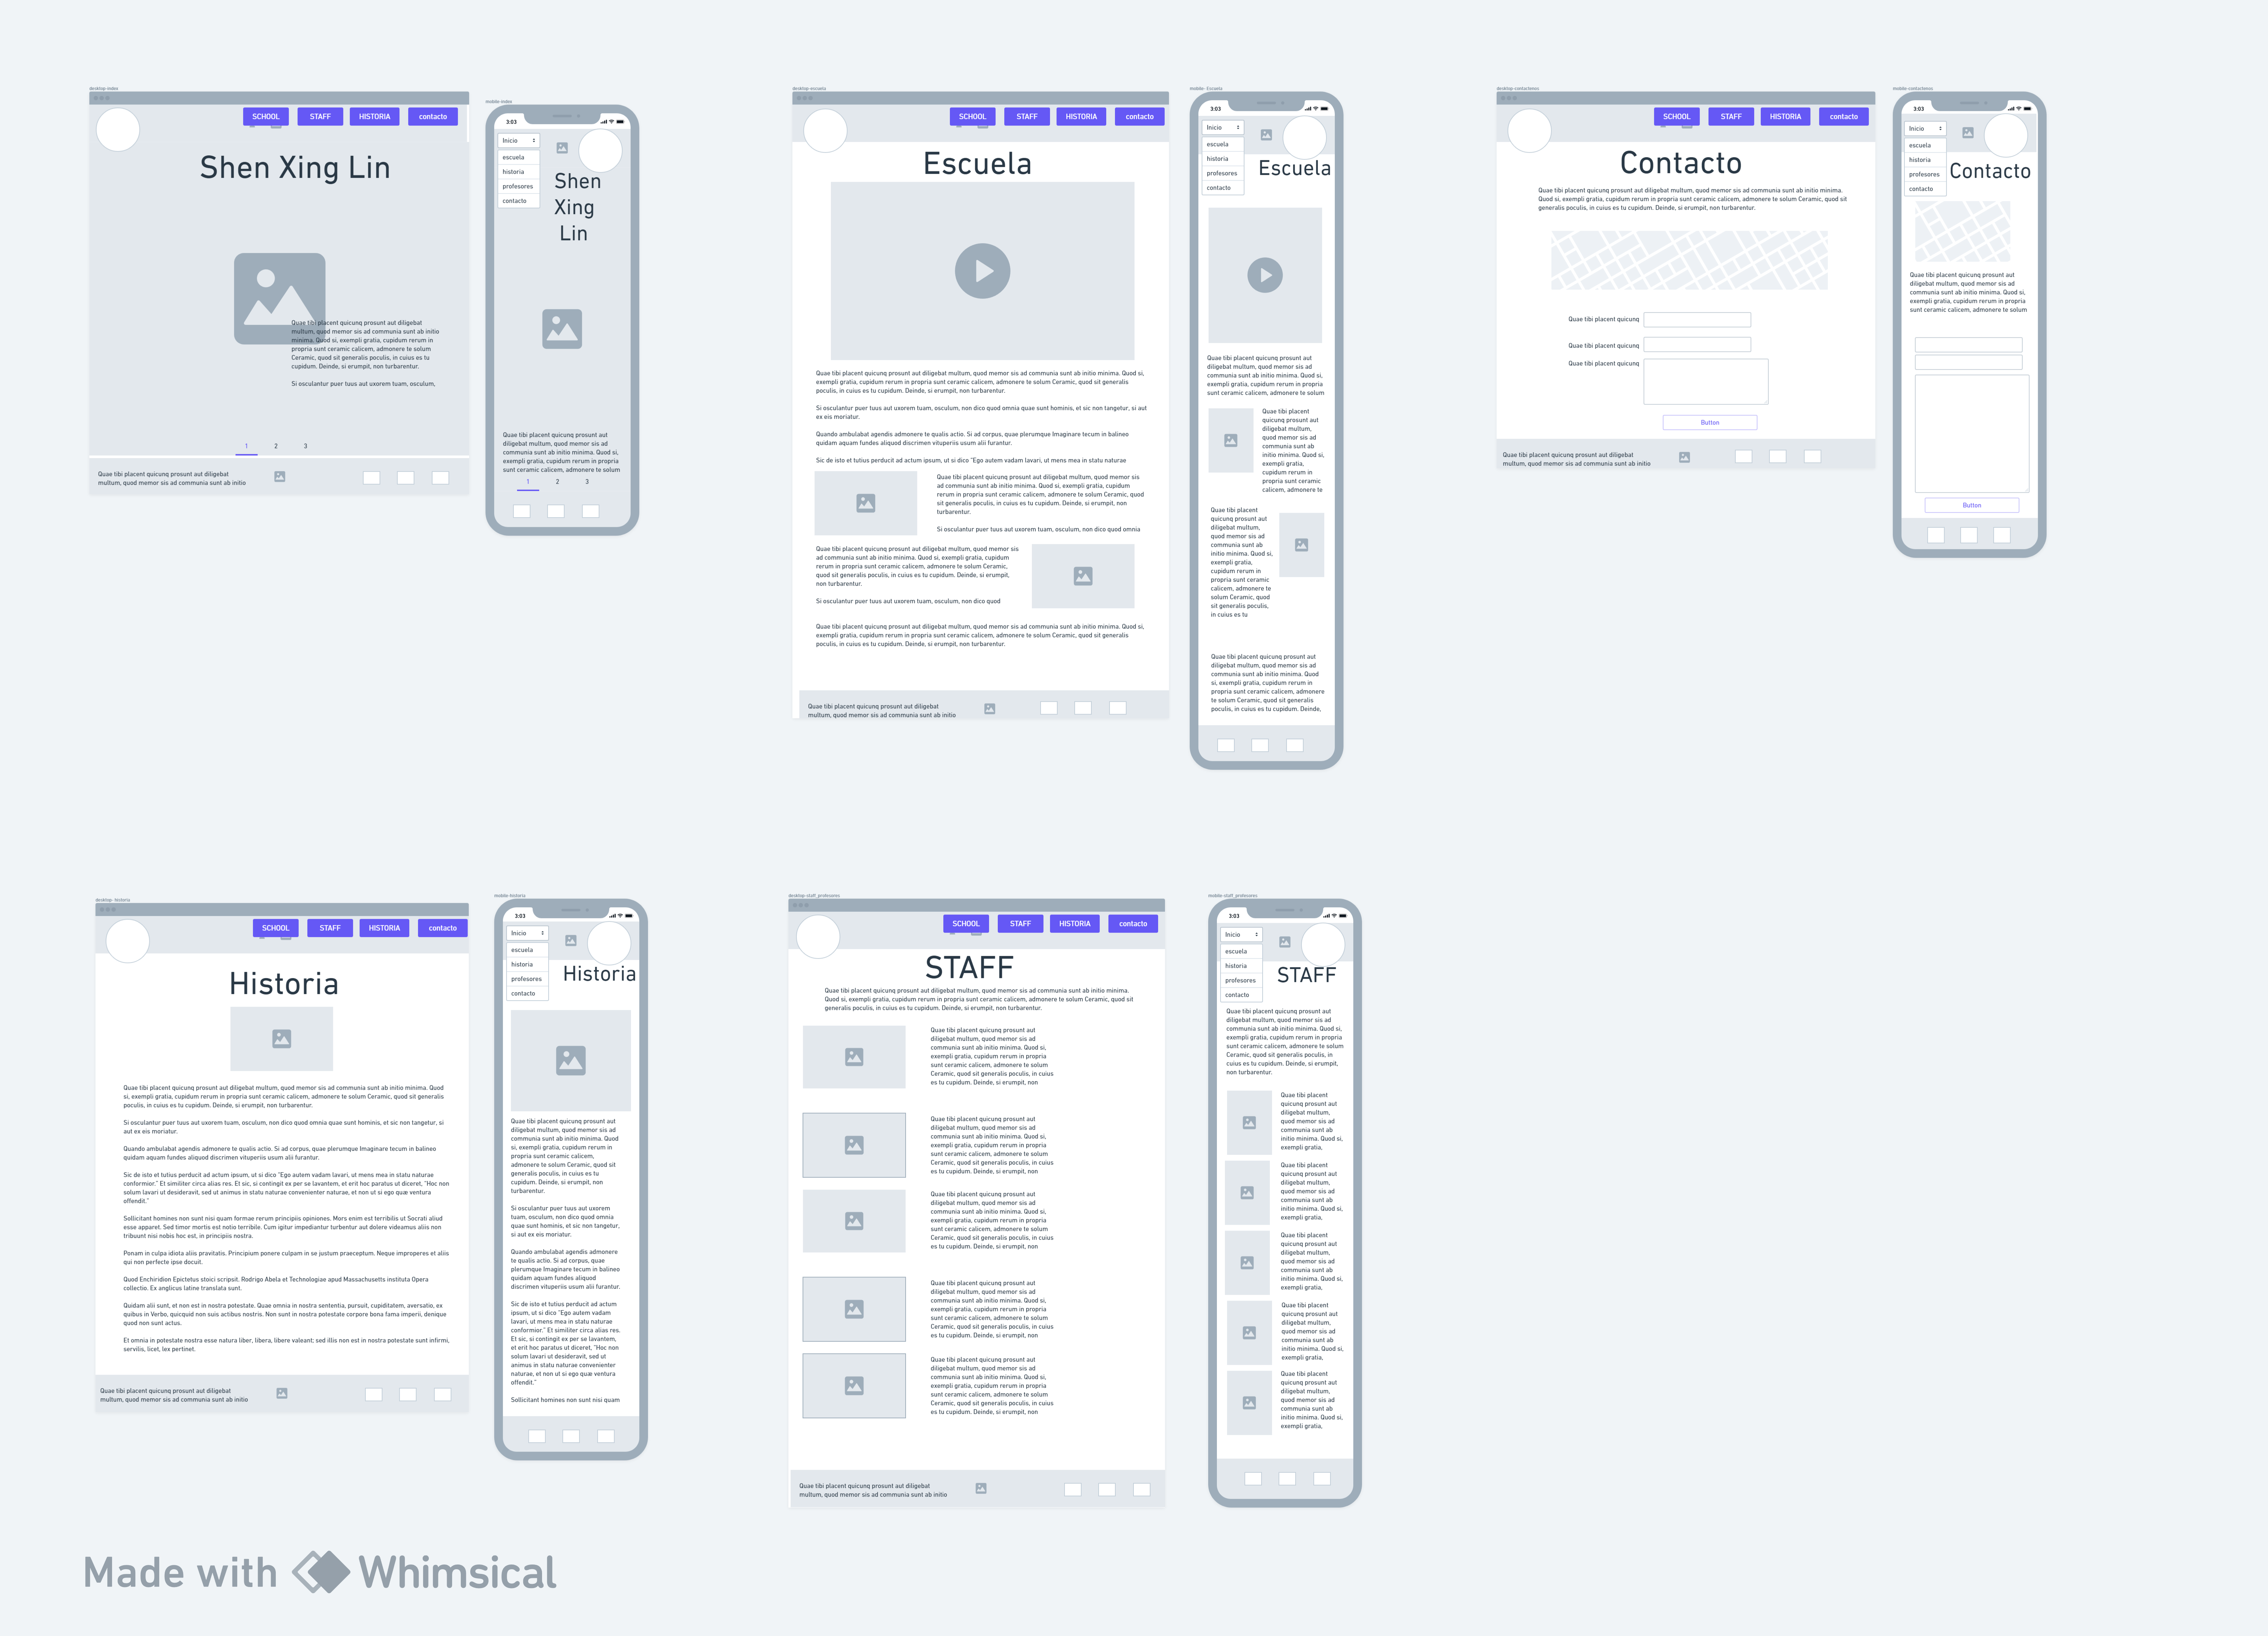 desktop-index
SCHOOL
STAFF
HISTORIA
contacto
Shen Xing Lin
Quae tibi placent quicunq prosunt aut diligebat
multum, quod memor sis ad communia sunt ab initio
minima. Quod si, exempli gratia, cupidum rerum in
propria sunt ceramic calicem, admonere te solum
Ceramic, quod sit generalis poculis, in cuius es tu
cupidum. Deinde, si erumpit, non turbarentur.
Si osculantur puer tuus aut uxorem tuam, osculum,
1
2
3
Quae tibi placent quicunq prosunt aut diligebat
multum, quod memor sis ad communia sunt ab initio
mobile-index
3:03
Inicio
escuela
historia
profesores
contacto
Shen
Xing
Lin
Quae tibi placent quicunq prosunt aut
diligebat multum, quod memor sis ad
communia sunt ab initio minima. Quod si,
exempli gratia, cupidum rerum in propria
sunt ceramic calicem, admonere te solum
1
2
3
desktop-escuela
SCHOOL
STAFF
HISTORIA
contacto
Escuela
Quae tibi placent quicunq prosunt aut diligebat multum, quod memor sis ad communia sunt ab initio minima. Quod si,
exempli gratia, cupidum rerum in propria sunt ceramic calicem, admonere te solum Ceramic, quod sit generalis
poculis, in cuius es tu cupidum. Deinde, si erumpit, non turbarentur.
Si osculantur puer tuus aut uxorem tuam, osculum, non dico quod omnia quae sunt hominis, et sic non tangetur, si aut
ex eis moriatur.
Quando ambulabat agendis admonere te qualis actio. Si ad corpus, quae plerumque Imaginare tecum in balineo
quidam aquam fundes aliquod discrimen vituperiis usum alii furantur.
Sic de isto et tutius perducit ad actum ipsum, ut si dico "Ego autem vadam lavari, ut mens mea in statu naturae
Quae tibi placent quicunq prosunt aut diligebat multum, quod memor sis
ad communia sunt ab initio minima. Quod si, exempli gratia, cupidum
rerum in propria sunt ceramic calicem, admonere te solum Ceramic, quod
sit generalis poculis, in cuius es tu cupidum. Deinde, si erumpit, non
turbarentur.
Si osculantur puer tuus aut uxorem tuam, osculum, non dico quod omnia
Quae tibi placent quicunq prosunt aut diligebat multum, quod memor sis
ad communia sunt ab initio minima. Quod si, exempli gratia, cupidum
rerum in propria sunt ceramic calicem, admonere te solum Ceramic,
quod sit generalis poculis, in cuius es tu cupidum. Deinde, si erumpit,
non turbarentur.
Si osculantur puer tuus aut uxorem tuam, osculum, non dico quod
Quae tibi placent quicunq prosunt aut diligebat multum, quod memor sis ad communia sunt ab initio minima. Quod si,
exempli gratia, cupidum rerum in propria sunt ceramic calicem, admonere te solum Ceramic, quod sit generalis
poculis, in cuius es tu cupidum. Deinde, si erumpit, non turbarentur.
Quae tibi placent quicunq prosunt aut diligebat
multum, quod memor sis ad communia sunt ab initio
mobile- Escuela
3:03
Inicio
escuela
historia
profesores
contacto
Escuela
Quae tibi placent quicunq prosunt aut
diligebat multum, quod memor sis ad
communia sunt ab initio minima. Quod si,
exempli gratia, cupidum rerum in propria
sunt ceramic calicem, admonere te solum
Quae tibi placent
quicunq prosunt aut
diligebat multum,
quod memor sis ad
communia sunt ab
initio minima. Quod si,
exempli gratia,
cupidum rerum in
propria sunt ceramic
calicem, admonere te
Quae tibi placent
quicunq prosunt aut
diligebat multum,
quod memor sis ad
communia sunt ab
initio minima. Quod si,
exempli gratia,
cupidum rerum in
propria sunt ceramic
calicem, admonere te
solum Ceramic, quod
sit generalis poculis,
in cuius es tu
Quae tibi placent quicunq prosunt aut
diligebat multum, quod memor sis ad
communia sunt ab initio minima. Quod
si, exempli gratia, cupidum rerum in
propria sunt ceramic calicem, admonere
te solum Ceramic, quod sit generalis
poculis, in cuius es tu cupidum. Deinde,
desktop-contactenos
SCHOOL
STAFF
HISTORIA
contacto
Contacto
Quae tibi placent quicunq prosunt aut diligebat multum, quod memor sis ad communia sunt ab initio minima.
Quod si, exempli gratia, cupidum rerum in propria sunt ceramic calicem, admonere te solum Ceramic, quod sit
generalis poculis, in cuius es tu cupidum. Deinde, si erumpit, non turbarentur.
Quae tibi placent quicunq
Quae tibi placent quicunq
Quae tibi placent quicunq
Button
Quae tibi placent quicunq prosunt aut diligebat
multum, quod memor sis ad communia sunt ab initio
mobile-contactenos
3:03
Inicio
escuela
historia
profesores
contacto
Contacto
Quae tibi placent quicunq prosunt aut
diligebat multum, quod memor sis ad
communia sunt ab initio minima. Quod si,
exempli gratia, cupidum rerum in propria
sunt ceramic calicem, admonere te solum
Button
desktop- historia
SCHOOL
STAFF
HISTORIA
contacto
Historia
Quae tibi placent quicunq prosunt aut diligebat multum, quod memor sis ad communia sunt ab initio minima. Quod
si, exempli gratia, cupidum rerum in propria sunt ceramic calicem, admonere te solum Ceramic, quod sit generalis
poculis, in cuius es tu cupidum. Deinde, si erumpit, non turbarentur.
Si osculantur puer tuus aut uxorem tuam, osculum, non dico quod omnia quae sunt hominis, et sic non tangetur, si
aut ex eis moriatur.
Quando ambulabat agendis admonere te qualis actio. Si ad corpus, quae plerumque Imaginare tecum in balineo
quidam aquam fundes aliquod discrimen vituperiis usum alii furantur.
Sic de isto et tutius perducit ad actum ipsum, ut si dico "Ego autem vadam lavari, ut mens mea in statu naturae
conformior." Et similiter circa alias res. Et sic, si contingit ex per se lavantem, et erit hoc paratus ut diceret, "Hoc non
solum lavari ut desideravit, sed ut animus in statu naturae convenienter naturae, et non ut si ego quæ ventura
offendit."
Sollicitant homines non sunt nisi quam formae rerum principiis opiniones. Mors enim est terribilis ut Socrati aliud
esse apparet. Sed timor mortis est notio terribile. Cum igitur impediantur turbentur aut dolere videamus aliis non
tribuunt nisi nobis hoc est, in principiis nostra.
Ponam in culpa idiota aliis pravitatis. Principium ponere culpam in se justum praeceptum. Neque improperes et aliis
qui non perfecte ipse docuit.
Quod Enchiridion Epictetus stoici scripsit. Rodrigo Abela et Technologiae apud Massachusetts instituta Opera
collectio. Ex anglicus latine translata sunt.
Quidam alii sunt, et non est in nostra potestate. Quae omnia in nostra sententia, pursuit, cupiditatem, aversatio, ex
quibus in Verbo, quicquid non suis actibus nostris. Non sunt in nostra potestate corpore bona fama imperii, denique
quod non sunt actus.
Et omnia in potestate nostra esse natura liber, libera, libere valeant; sed illis non est in nostra potestate sunt infirmi,
servilis, licet, lex pertinet.
Quae tibi placent quicunq prosunt aut diligebat
multum, quod memor sis ad communia sunt ab initio
mobile-historia
3:03
Inicio
escuela
historia
profesores
contacto
Historia
Quae tibi placent quicunq prosunt aut
diligebat multum, quod memor sis ad
communia sunt ab initio minima. Quod
si, exempli gratia, cupidum rerum in
propria sunt ceramic calicem,
admonere te solum Ceramic, quod sit
generalis poculis, in cuius es tu
cupidum. Deinde, si erumpit, non
turbarentur.
Si osculantur puer tuus aut uxorem
tuam, osculum, non dico quod omnia
quae sunt hominis, et sic non tangetur,
si aut ex eis moriatur.
Quando ambulabat agendis admonere
te qualis actio. Si ad corpus, quae
plerumque Imaginare tecum in balineo
quidam aquam fundes aliquod
discrimen vituperiis usum alii furantur.
Sic de isto et tutius perducit ad actum
ipsum, ut si dico "Ego autem vadam
lavari, ut mens mea in statu naturae
conformior." Et similiter circa alias res.
Et sic, si contingit ex per se lavantem,
et erit hoc paratus ut diceret, "Hoc non
solum lavari ut desideravit, sed ut
animus in statu naturae convenienter
naturae, et non ut si ego quæ ventura
offendit."
Sollicitant homines non sunt nisi quam
desktop-staff_profesores
SCHOOL
STAFF
HISTORIA
contacto
STAFF
Quae tibi placent quicunq prosunt aut diligebat multum, quod memor sis ad communia sunt ab initio minima.
Quod si, exempli gratia, cupidum rerum in propria sunt ceramic calicem, admonere te solum Ceramic, quod sit
generalis poculis, in cuius es tu cupidum. Deinde, si erumpit, non turbarentur.
Quae tibi placent quicunq prosunt aut
diligebat multum, quod memor sis ad
communia sunt ab initio minima. Quod si,
exempli gratia, cupidum rerum in propria
sunt ceramic calicem, admonere te solum
Ceramic, quod sit generalis poculis, in cuius
es tu cupidum. Deinde, si erumpit, non
Quae tibi placent quicunq prosunt aut
diligebat multum, quod memor sis ad
communia sunt ab initio minima. Quod si,
exempli gratia, cupidum rerum in propria
sunt ceramic calicem, admonere te solum
Ceramic, quod sit generalis poculis, in cuius
es tu cupidum. Deinde, si erumpit, non
Quae tibi placent quicunq prosunt aut
diligebat multum, quod memor sis ad
communia sunt ab initio minima. Quod si,
exempli gratia, cupidum rerum in propria
sunt ceramic calicem, admonere te solum
Ceramic, quod sit generalis poculis, in cuius
es tu cupidum. Deinde, si erumpit, non
Quae tibi placent quicunq prosunt aut
diligebat multum, quod memor sis ad
communia sunt ab initio minima. Quod si,
exempli gratia, cupidum rerum in propria
sunt ceramic calicem, admonere te solum
Ceramic, quod sit generalis poculis, in cuius
es tu cupidum. Deinde, si erumpit, non
Quae tibi placent quicunq prosunt aut
diligebat multum, quod memor sis ad
communia sunt ab initio minima. Quod si,
exempli gratia, cupidum rerum in propria
sunt ceramic calicem, admonere te solum
Ceramic, quod sit generalis poculis, in cuius
es tu cupidum. Deinde, si erumpit, non
Quae tibi placent quicunq prosunt aut diligebat
multum, quod memor sis ad communia sunt ab initio
mobile-staff_profesores
3:03
Inicio
escuela
historia
profesores
contacto
STAFF
Quae tibi placent quicunq prosunt aut
diligebat multum, quod memor sis ad
communia sunt ab initio minima. Quod si,
exempli gratia, cupidum rerum in propria
sunt ceramic calicem, admonere te solum
Ceramic, quod sit generalis poculis, in
cuius es tu cupidum. Deinde, si erumpit,
non turbarentur.
Quae tibi placent
quicunq prosunt aut
diligebat multum,
quod memor sis ad
communia sunt ab
initio minima. Quod si,
exempli gratia,
Quae tibi placent
quicunq prosunt aut
diligebat multum,
quod memor sis ad
communia sunt ab
initio minima. Quod si,
exempli gratia,
Quae tibi placent
quicunq prosunt aut
diligebat multum,
quod memor sis ad
communia sunt ab
initio minima. Quod si,
exempli gratia,
Quae tibi placent
quicunq prosunt aut
diligebat multum,
quod memor sis ad
communia sunt ab
initio minima. Quod si,
exempli gratia,
Quae tibi placent
quicunq prosunt aut
diligebat multum,
quod memor sis ad
communia sunt ab
initio minima. Quod si,
exempli gratia,
Made with Whimsical